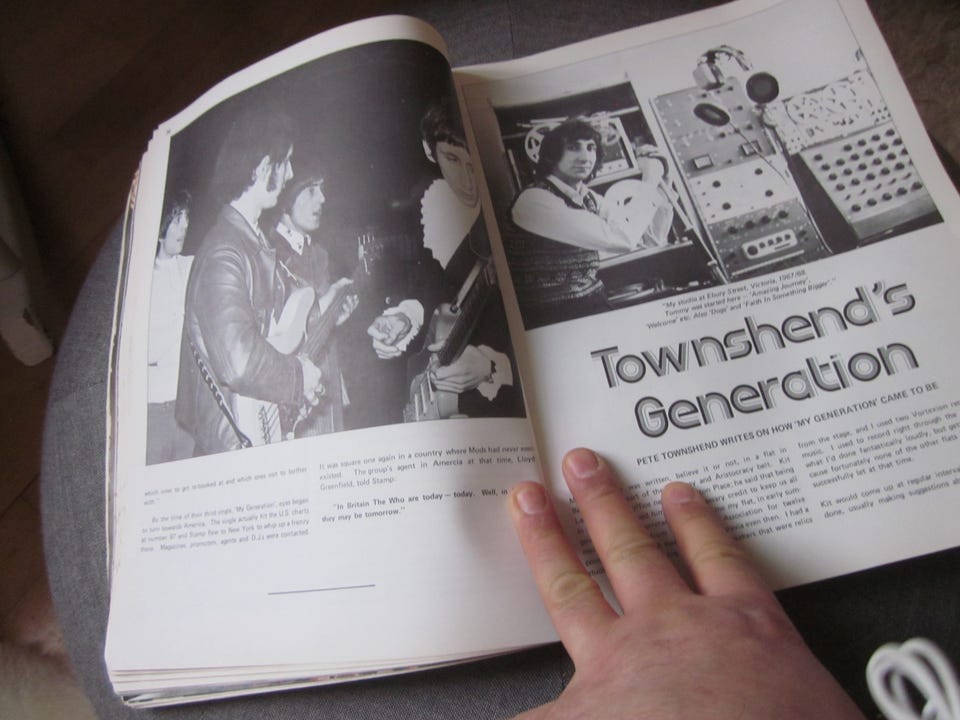 which ones to get re-booked at and which ones not to bother
with."
By the time of their third single, 'My Generation', eyes began
to turn towards America. The single actually hit the U.S. charts
at number 97 and Stamp flew to New York to whip up a frenzy
there. Magazines, promoters, agents and D.J.s were contacted.
It was square one again in a country where Mods had never even
existed. The group's agent in Amercia at that time, Lloyd
Greenfield, told Stamp:
"In Britain The Who are today — today. Well, in
they may be tomorrow."
"My studio at Ebury Street, Victoria, 1967/68.
Tommy was started here — 'Amazing Journey',
'Welcome' etc. Also 'Dogs' and 'Faith In Something Bigger'."
Townshend's
Generation
PETE TOWNSHEND WRITES ON HOW 'MY GENERATION' CAME TO BE
was written, believe it or not, in a flat in
and Aristocracy belt. Kit
he said being
credit to keep us all
my flat, in early sum
for twelve
even then. I had a
that were relics
from the stage, and I used two Vortexion
music. I used to record right through the
what I'd done fantastically loudly, but
cause fortunately none of the other flats
successfully let at that time.
Kit would come up at regular
done, usually making suggestions